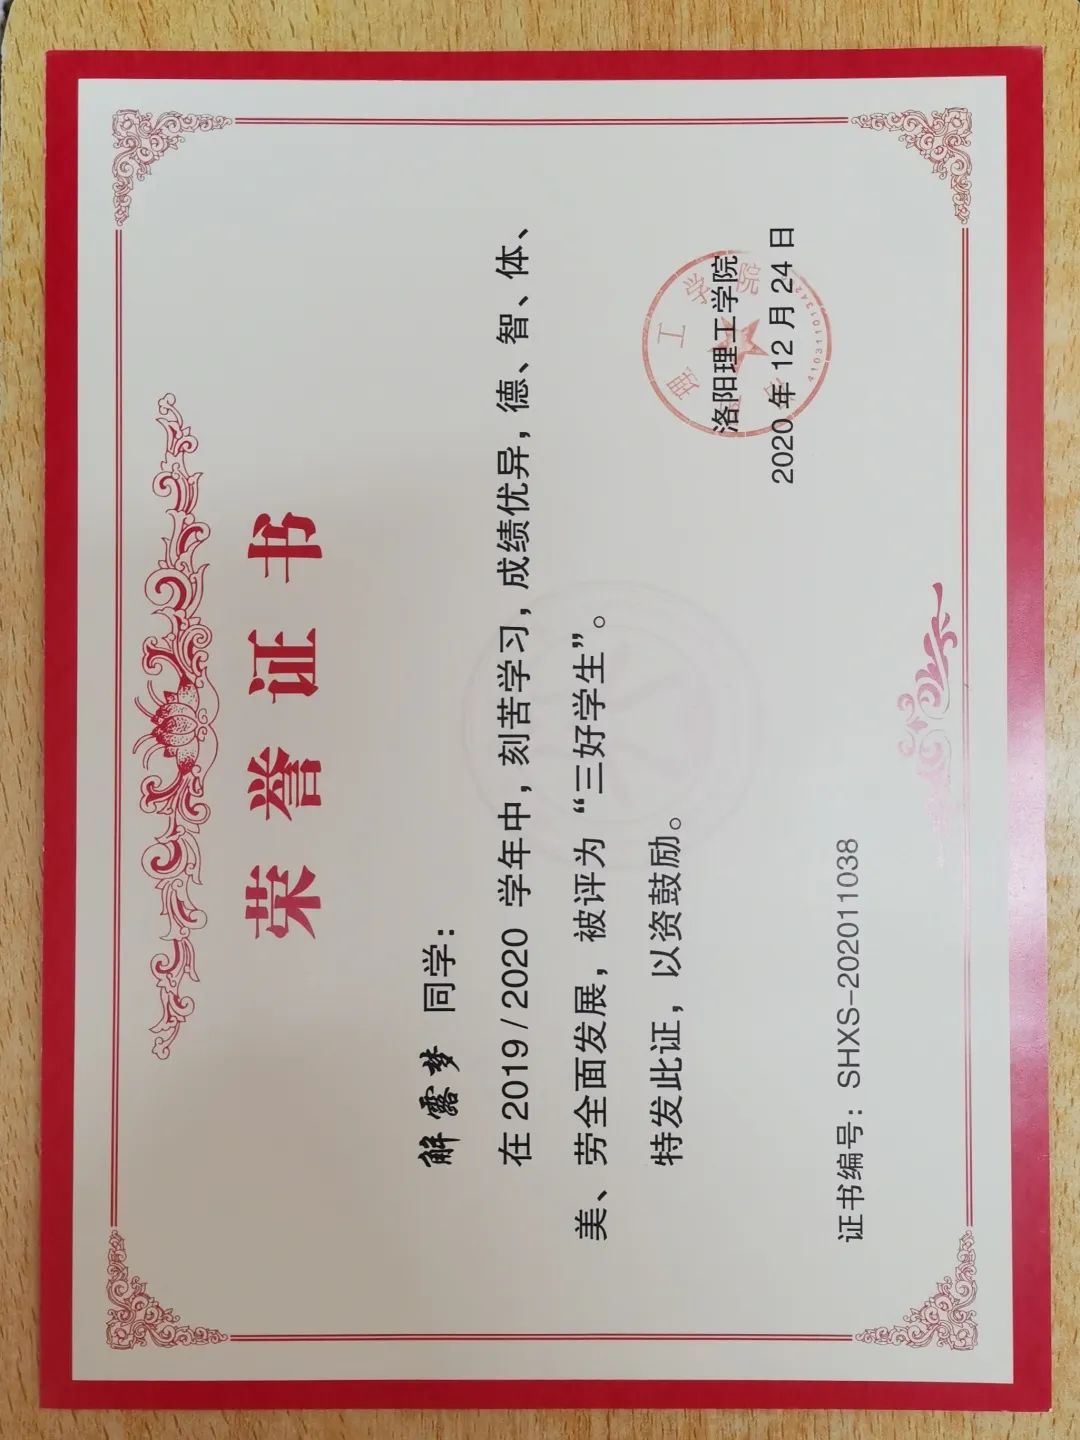 荣誉证书
解露梦 同学：
在 2019/2020 学年中，刻苦学习，成绩优异，德、智、体、
美、劳全面发展，被评为“三好学生”。
特发此证，以资鼓励。
洛阳理工学院
2020 年 12 月 24 日
证书编号：SHXS-202011038